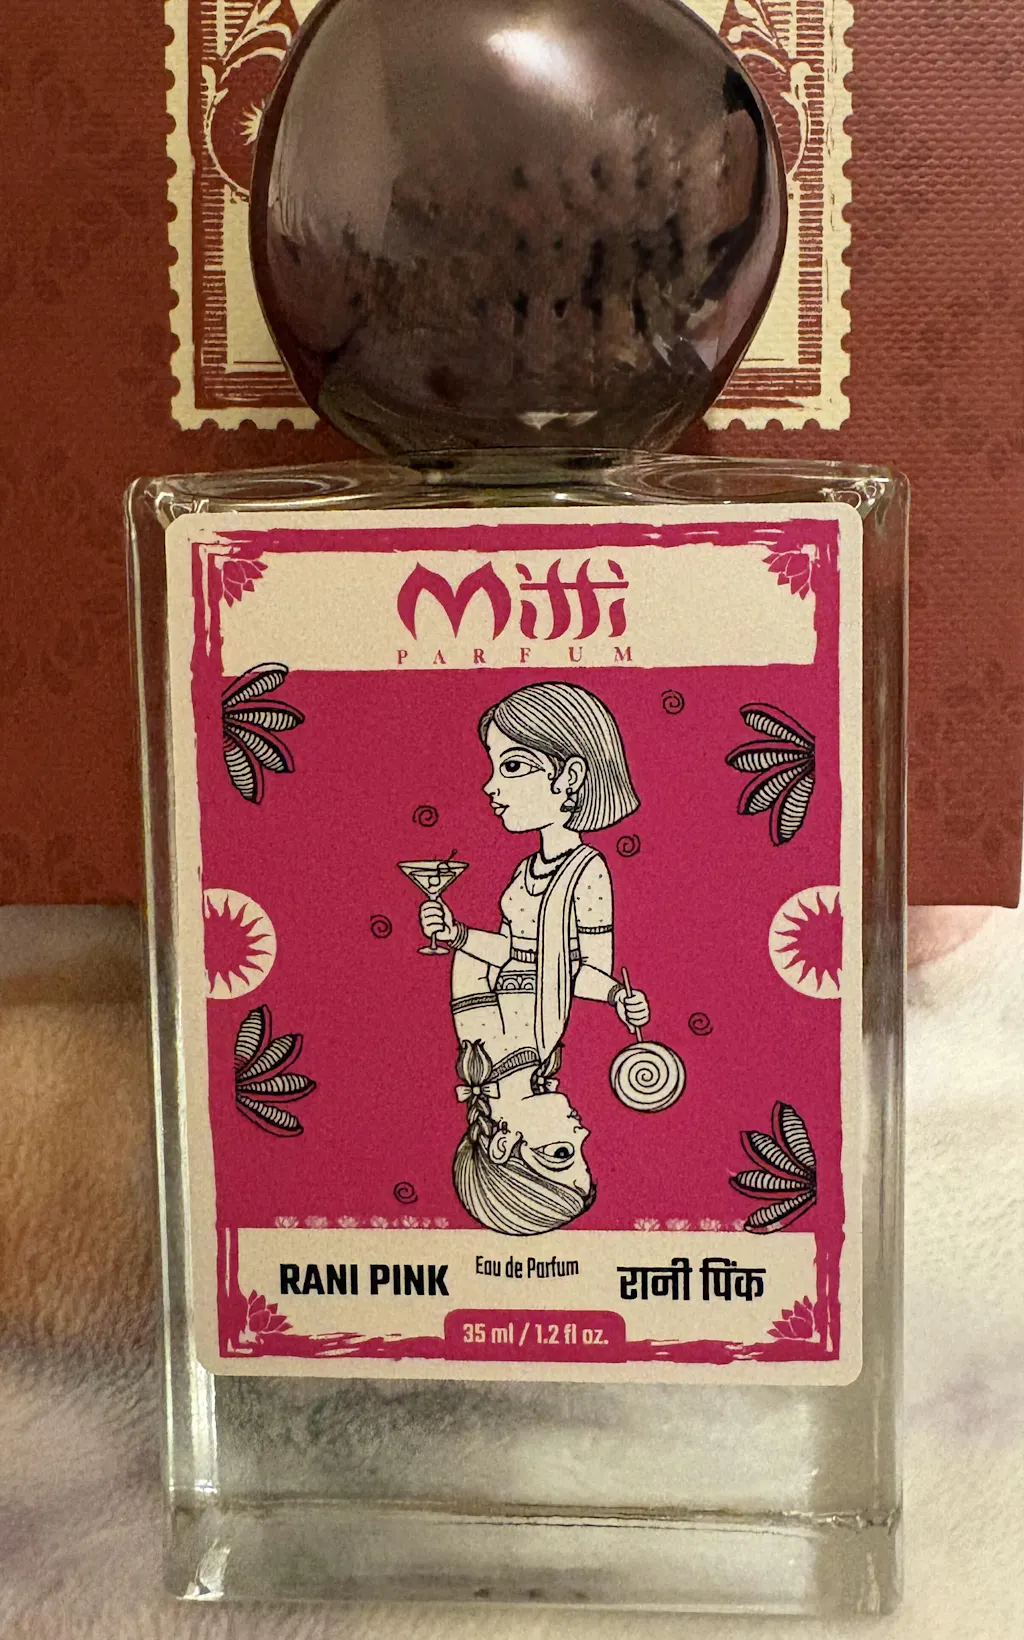 Mitti
PARFUM
RANI PINK
Eau de Parfum
रानी पिंक
35 ml / 1.2 fl oz.